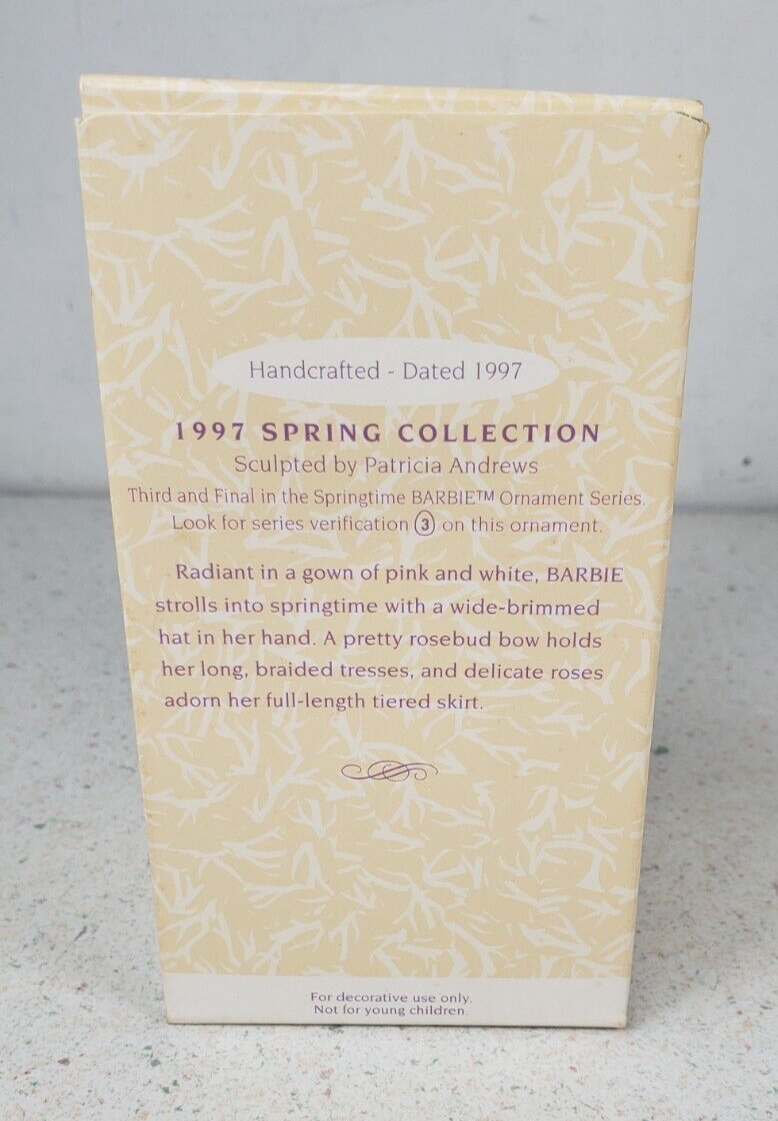 Handcrafted - Dated 1997
1997 SPRING COLLECTION
Sculpted by Patricia Andrews
Third and Final in the Springtime BARBIE™ Ornament Series.
Look for series verification 3 on this ornament.
Radiant in a gown of pink and white, BARBIE
strolls into springtime with a wide-brimmed
hat in her hand. A pretty rosebud bow holds
her long, braided tresses, and delicate roses
adorn her full-length tiered skirt.
For decorative use only.
Not for young children.